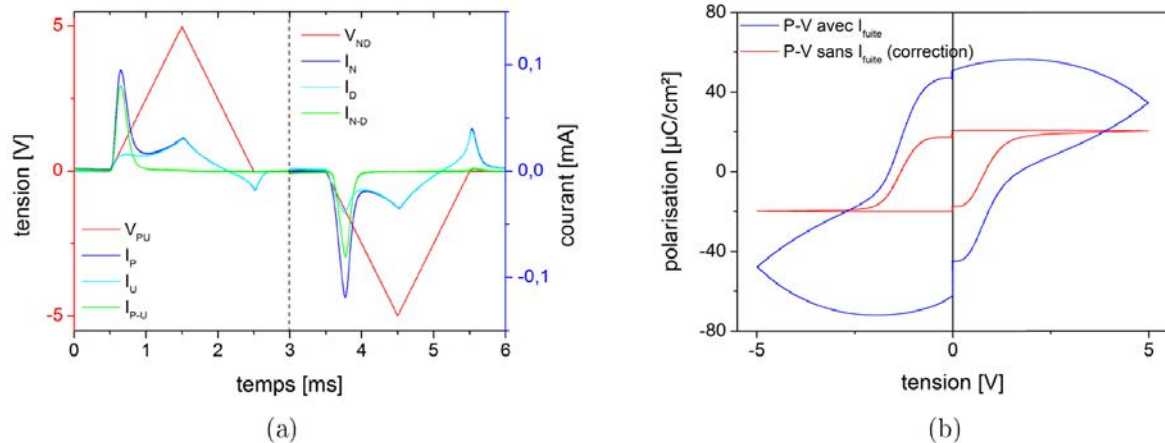 5
0
-5
tension [V]
V_ND
I_N
I_D
I_N-D
V_PU
I_P
I_U
I_P-U
0,1
0,0
-0,1
courant [mA]
0 1 2 3 4 5 6
temps [ms]
(a)
80
40
0
-40
-80
polarisation [µC/cm²]
P-V avec I_fuite
P-V sans I_fuite (correction)
-5 0 5
tension [V]
(b)